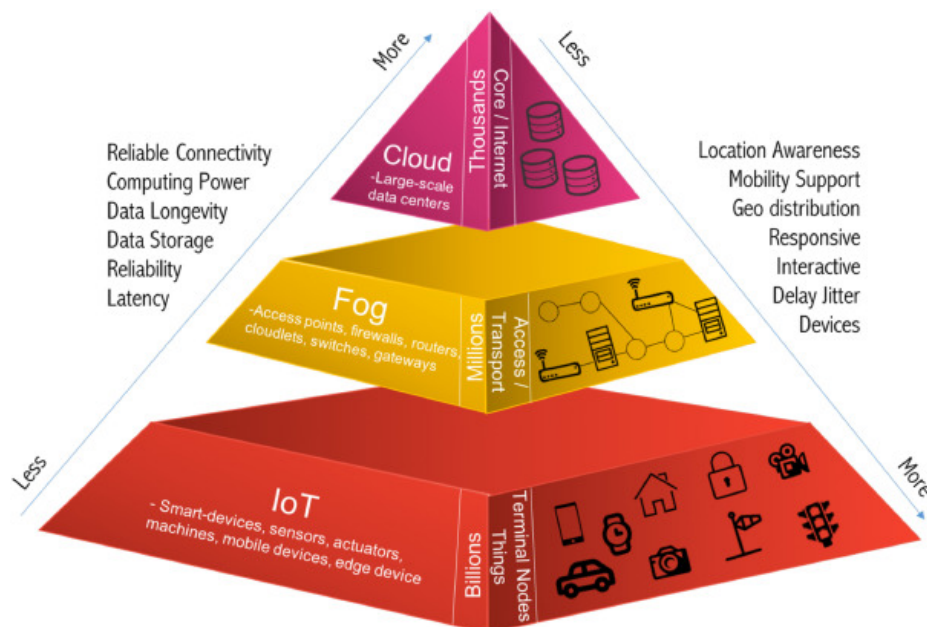 More
Less
Reliable Connectivity
Computing Power
Data Longevity
Data Storage
Reliability
Latency
Less
Cloud
-Large-scale
data centers
Thousands
Core / Internet
Location Awareness
Mobility Support
Geo distribution
Responsive
Interactive
Delay Jitter
Devices
More
Fog
-Access points, firewalls, routers,
cloudlets, switches, gateways
Millions
Access /
Transport
IoT
- Smart-devices, sensors, actuators,
machines, mobile devices, edge device
Billions
Terminal Nodes
Things